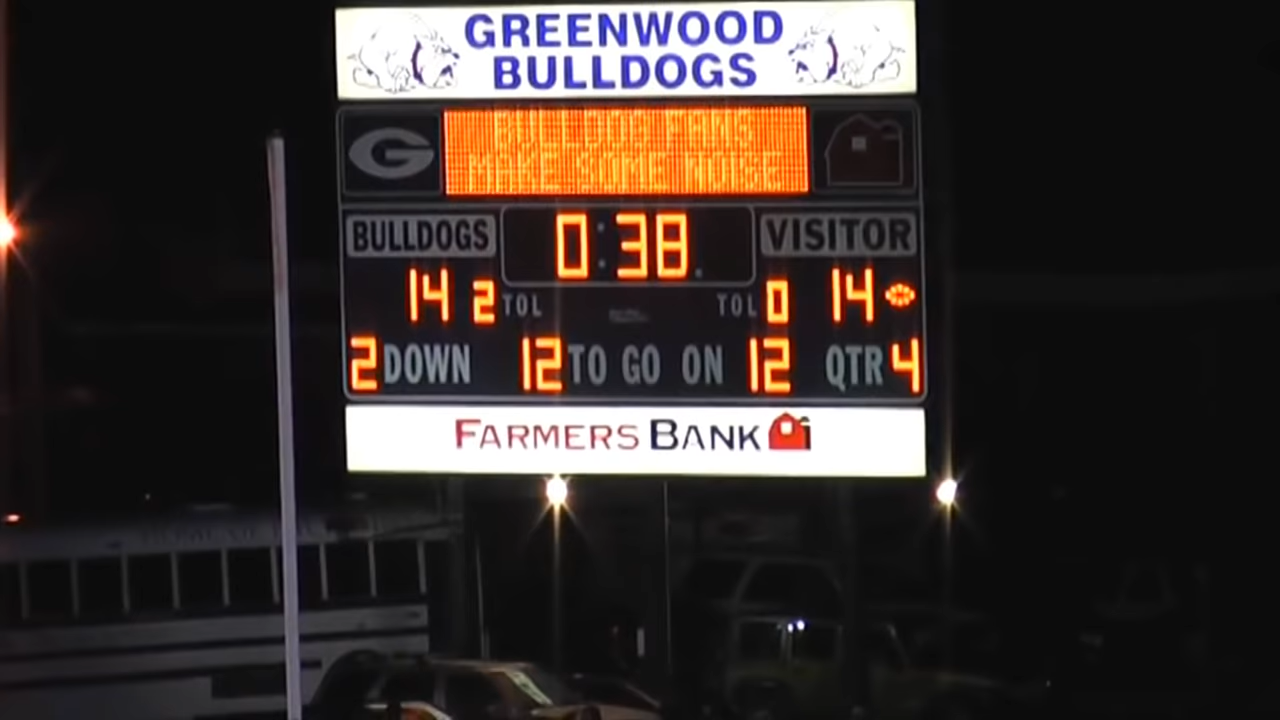 GREENWOOD
BULLDOGS
G
BULLDOG FANS
MAKE SOME NOISE
BULLDOGS 0:38 VISITOR
14 2 TOL TOL 0 14
2 DOWN 12 TO GO ON 12 QTR 4
FARMERS BANK